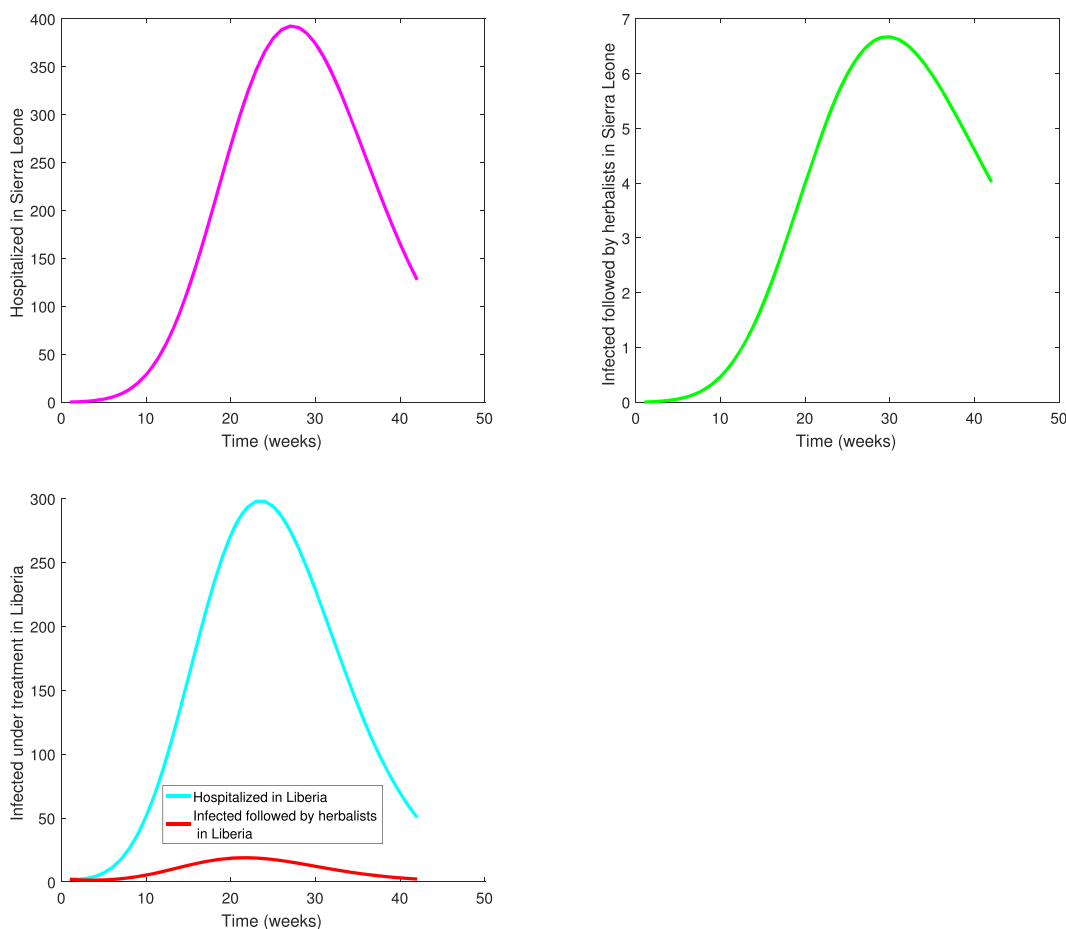 Hospitalized in Sierra Leone
400
350
300
250
200
150
100
50
0
0 10 20 30 40 50
Time (weeks)
Infected followed by herbalists in Sierra Leone
7
6
5
4
3
2
1
0
0 10 20 30 40 50
Time (weeks)
Infected under treatment in Liberia
300
250
200
150
100
50
0
Hospitalized in Liberia
Infected followed by herbalists
in Liberia
0 10 20 30 40 50
Time (weeks)